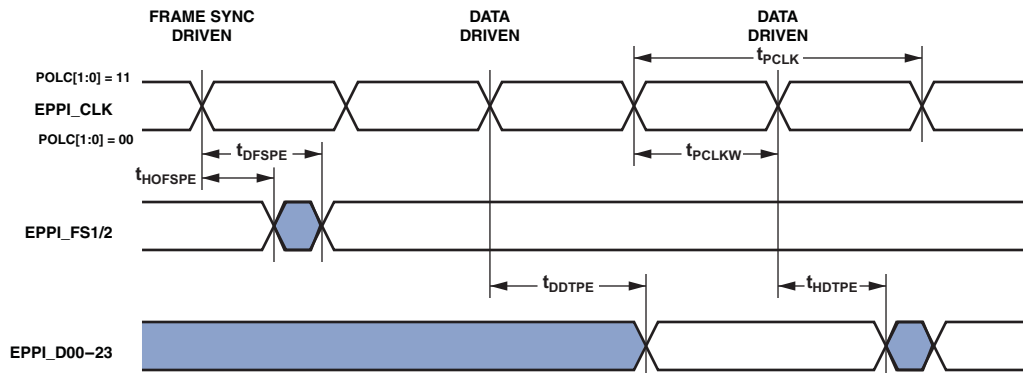 FRAME SYNC
DRIVEN
DATA
DRIVEN
DATA
DRIVEN
tPCLK
POLC[1:0] = 11
EPPI_CLK
POLC[1:0] = 00
tDFSPE
tPCLKW
tHOFSPE
EPPI_FS1/2
tDDTPE
tHDTPE
EPPI_D00–23